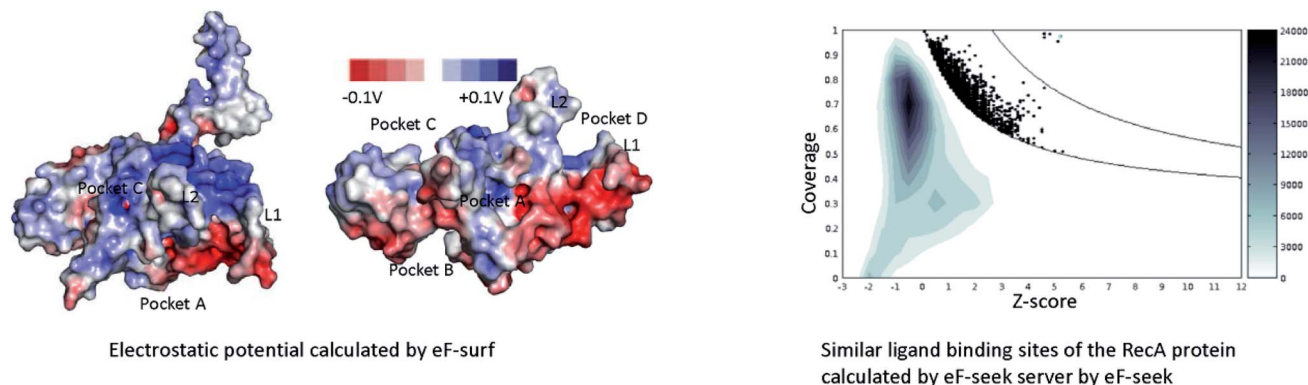 -0.1V +0.1V
L2
Pocket D
Pocket C
L1
Pocket C
L2
Pocket A
L1
Pocket B
Pocket A
Electrostatic potential calculated by eF-surf
1
0.9
0.8
0.7
0.6
0.5
0.4
0.3
0.2
0.1
0
Coverage
-3 -2 -1 0 1 2 3 4 5 6 7 8 9 10 11 12
Z-score
24000
21000
18000
15000
12000
9000
6000
3000
0
Similar ligand binding sites of the RecA protein
calculated by eF-seek server by eF-seek